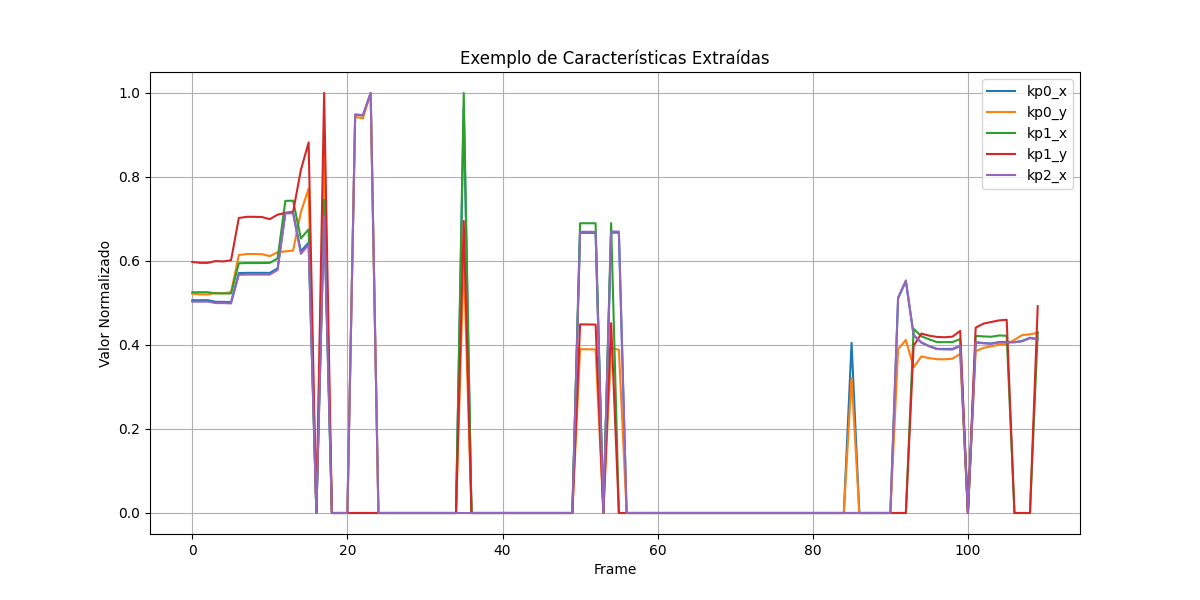 Exemplo de Características Extraídas
Valor Normalizado
1.0
0.8
0.6
0.4
0.2
0.0
0
20
40
60
80
100
Frame
kp0_x
kp0_y
kp1_x
kp1_y
kp2_x